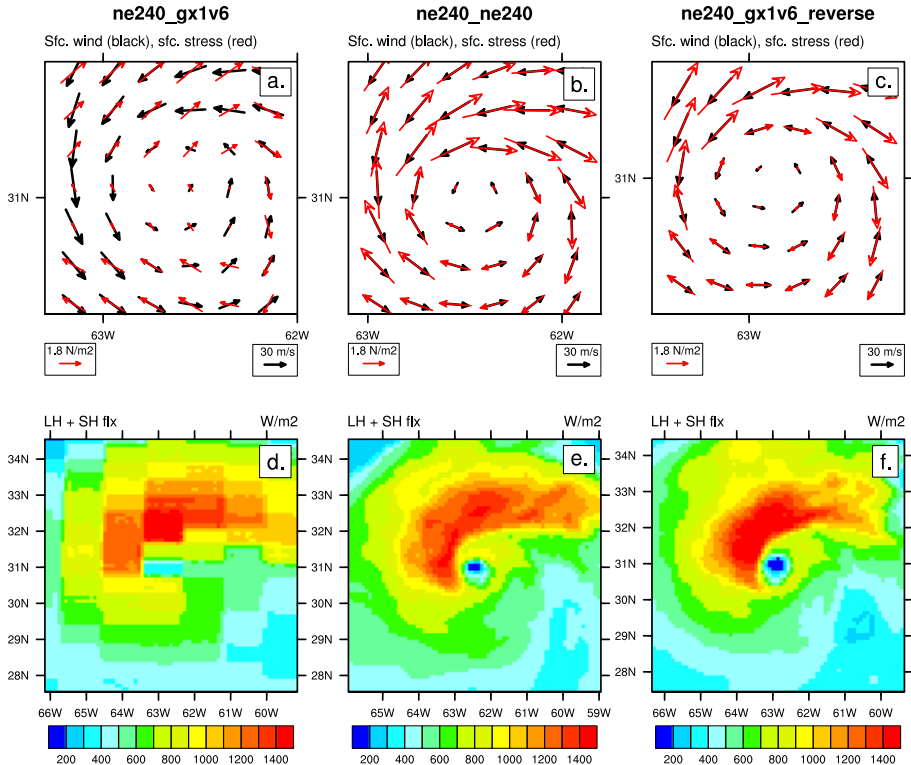 ne240_gx1v6 ne240_ne240 ne240_gx1v6_reverse
Sfc. wind (black), sfc. stress (red) Sfc. wind (black), sfc. stress (red) Sfc. wind (black), sfc. stress (red)
a. b. c.
31N 31N 31N
63W 62W 63W 62W 63W
1.8 N/m2 30 m/s 1.8 N/m2 30 m/s 1.8 N/m2 30 m/s
LH + SH flx W/m2 LH + SH flx W/m2 LH + SH flx W/m2
d. e. f.
34N 34N 34N
33N 33N 33N
32N 32N 32N
31N 31N 31N
30N 30N 30N
29N 29N 29N
28N 28N 28N
66W 65W 64W 63W 62W 61W 60W 65W 64W 63W 62W 61W 60W 59W 66W 65W 64W 63W 62W 61W 60W
200 400 600 800 1000 1200 1400 200 400 600 800 1000 1200 1400 200 400 600 800 1000 1200 1400